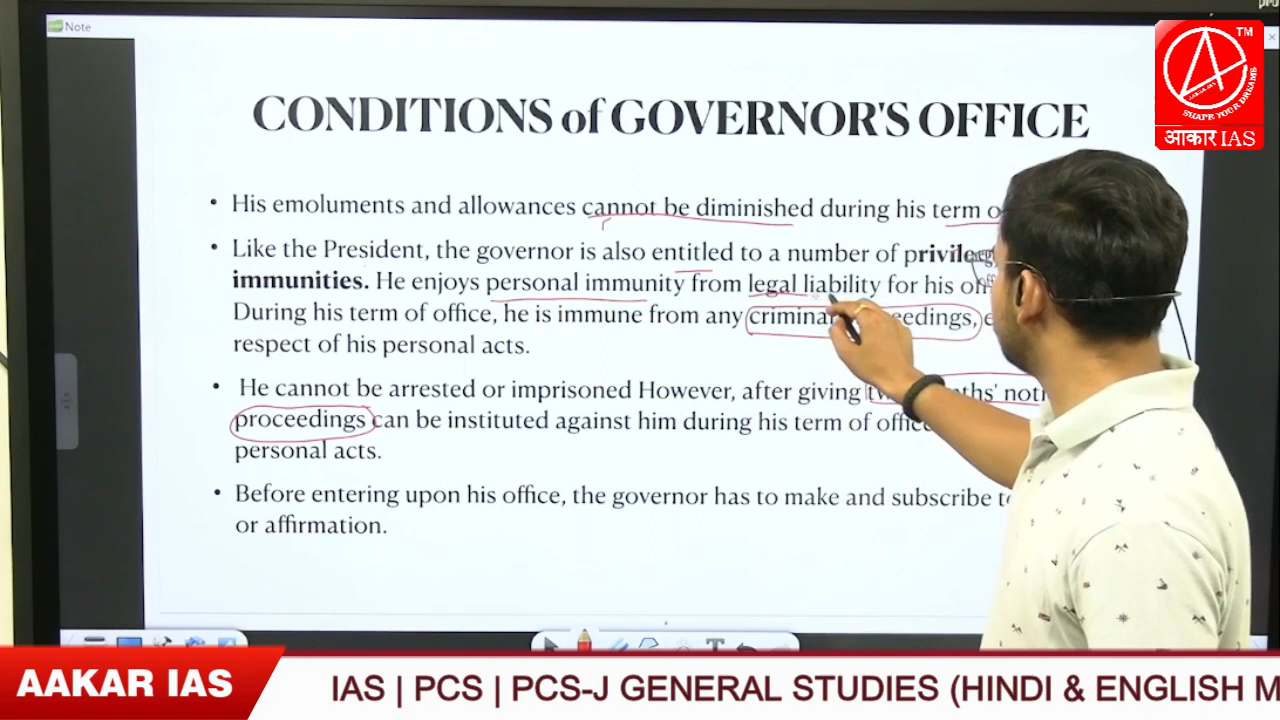 Note
TM
SHAPE YOUR DREAMS
आकार IAS
CONDITIONS of GOVERNOR'S OFFICE
• His emoluments and allowances cannot be diminished during his term
• Like the President, the governor is also entitled to a number of
immunities. He enjoys personal immunity from legal liability for his
During his term of office, he is immune from any
respect of his personal acts.
• He cannot be arrested or imprisoned However, after giving
proceedings can be instituted against him during his term of
personal acts.
• Before entering upon his office, the governor has to make and subscribe
or affirmation.
AAKAR IAS
IAS | PCS | PCS-J GENERAL STUDIES (HINDI & ENGLISH